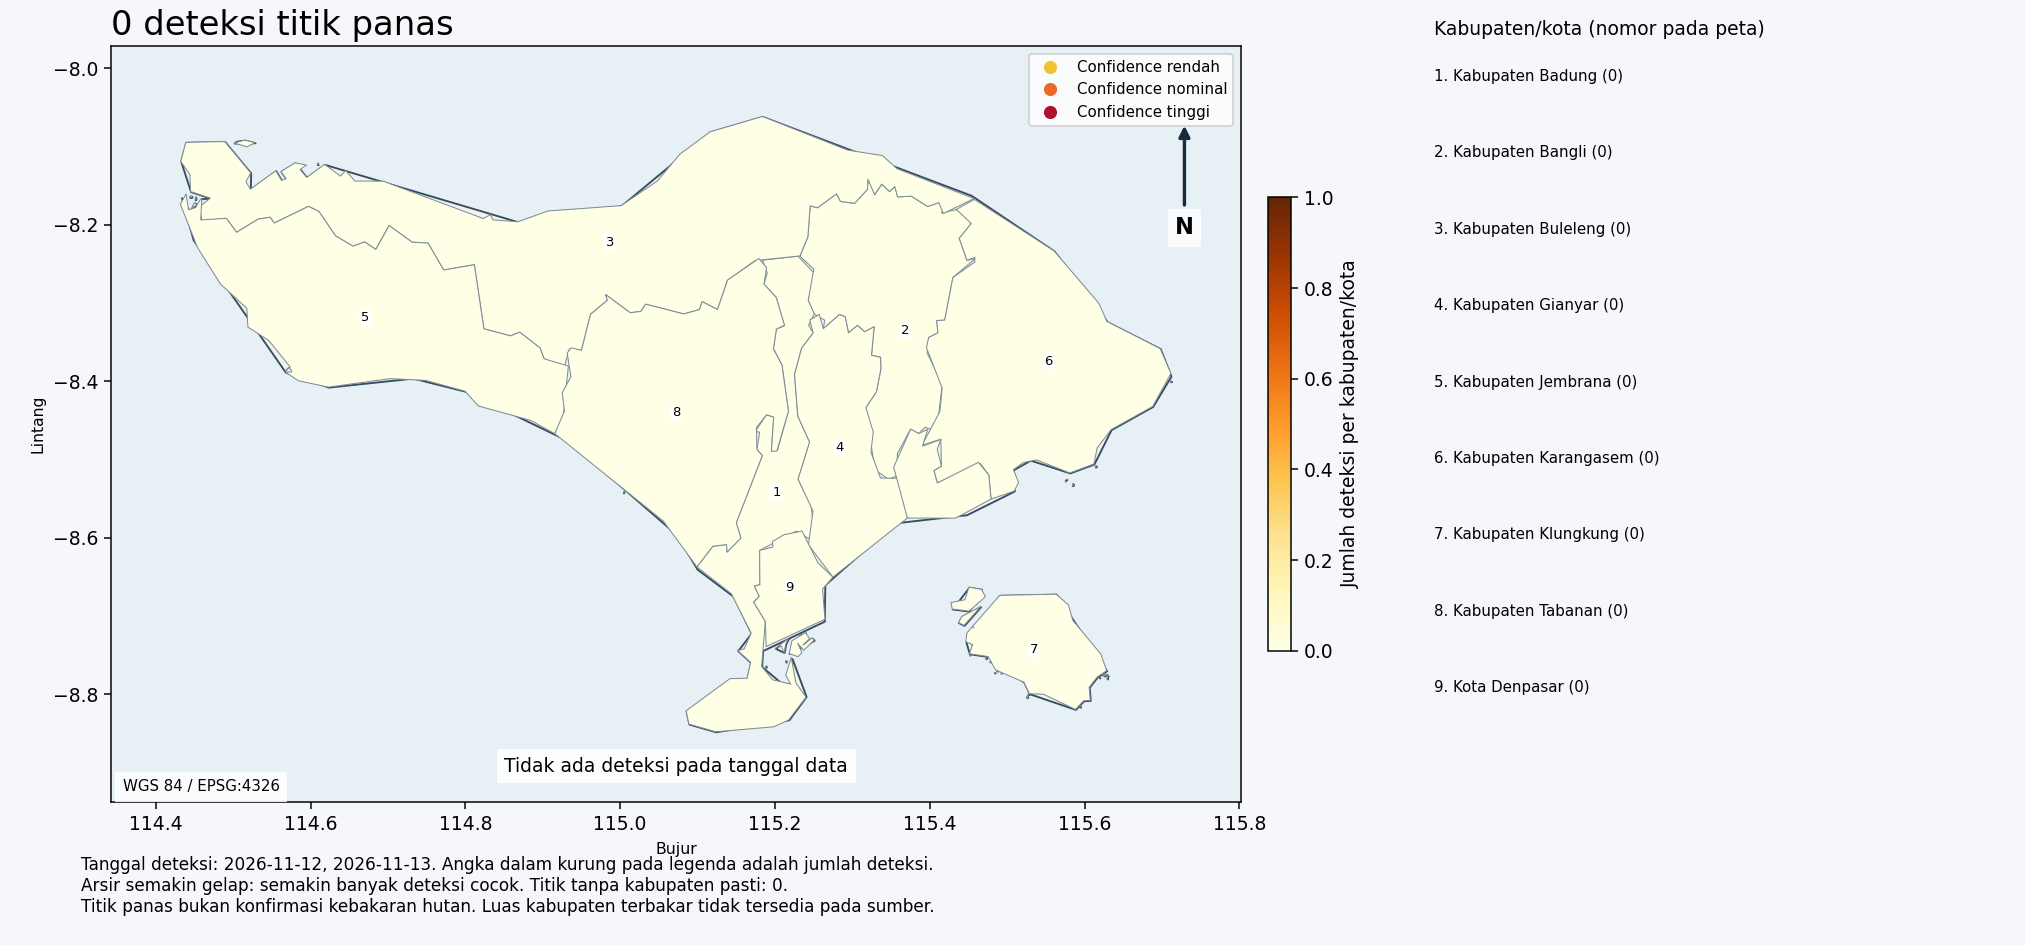 0 deteksi titik panas
Kabupaten/kota (nomor pada peta)
Confidence rendah
Confidence nominal
Confidence tinggi
N
1. Kabupaten Badung (0)
2. Kabupaten Bangli (0)
3. Kabupaten Buleleng (0)
4. Kabupaten Gianyar (0)
5. Kabupaten Jembrana (0)
6. Kabupaten Karangasem (0)
7. Kabupaten Klungkung (0)
8. Kabupaten Tabanan (0)
9. Kota Denpasar (0)
−8.0
−8.2
−8.4
−8.6
−8.8
Lintang
3
5
2
6
8
4
1
9
7
1.0
0.8
0.6
0.4
0.2
0.0
Jumlah deteksi per kabupaten/kota
Tidak ada deteksi pada tanggal data
WGS 84 / EPSG:4326
114.4 114.6 114.8 115.0 115.2 115.4 115.6 115.8
Bujur
Tanggal deteksi: 2026-11-12, 2026-11-13. Angka dalam kurung pada legenda adalah jumlah deteksi.
Arsir semakin gelap: semakin banyak deteksi cocok. Titik tanpa kabupaten pasti: 0.
Titik panas bukan konfirmasi kebakaran hutan. Luas kabupaten terbakar tidak tersedia pada sumber.